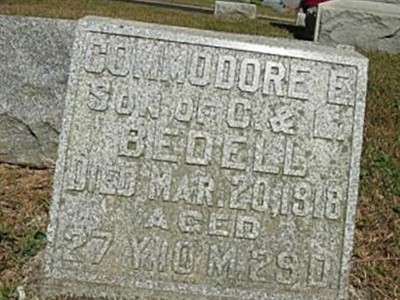 COMMODORE E.
SON OF C. & L.
BEDELL
DIED MAR. 20, 1918
AGED
27 Y. 10 M. 29 D.